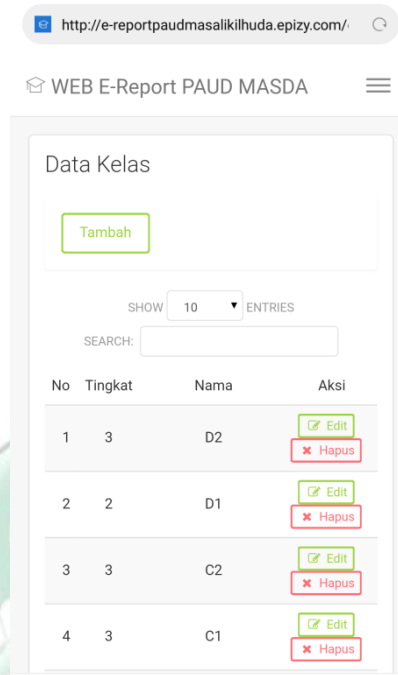 http://e-reportpaudmasalikilhuda.epizy.com/
WEB E-Report PAUD MASDA
Data Kelas
Tambah
SHOW 10 ENTRIES
SEARCH:
No Tingkat Nama Aksi
1 3 D2 Edit
Hapus
2 2 D1 Edit
Hapus
3 3 C2 Edit
Hapus
4 3 C1 Edit
Hapus